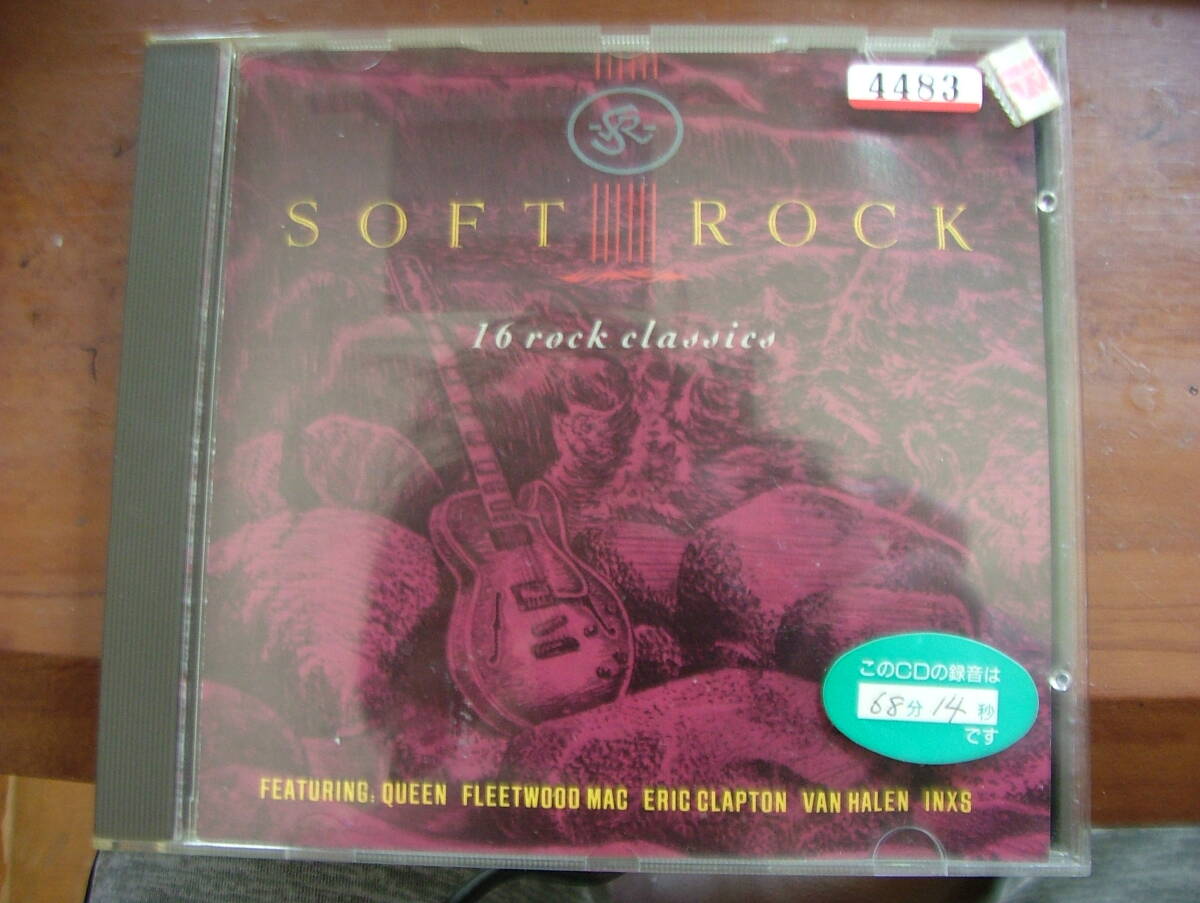 4483
SR
SOFT ROCK
16 rock classics
このCDの録音は
68分14秒
です
FEATURING: QUEEN FLEETWOOD MAC ERIC CLAPTON VAN HALEN INXS